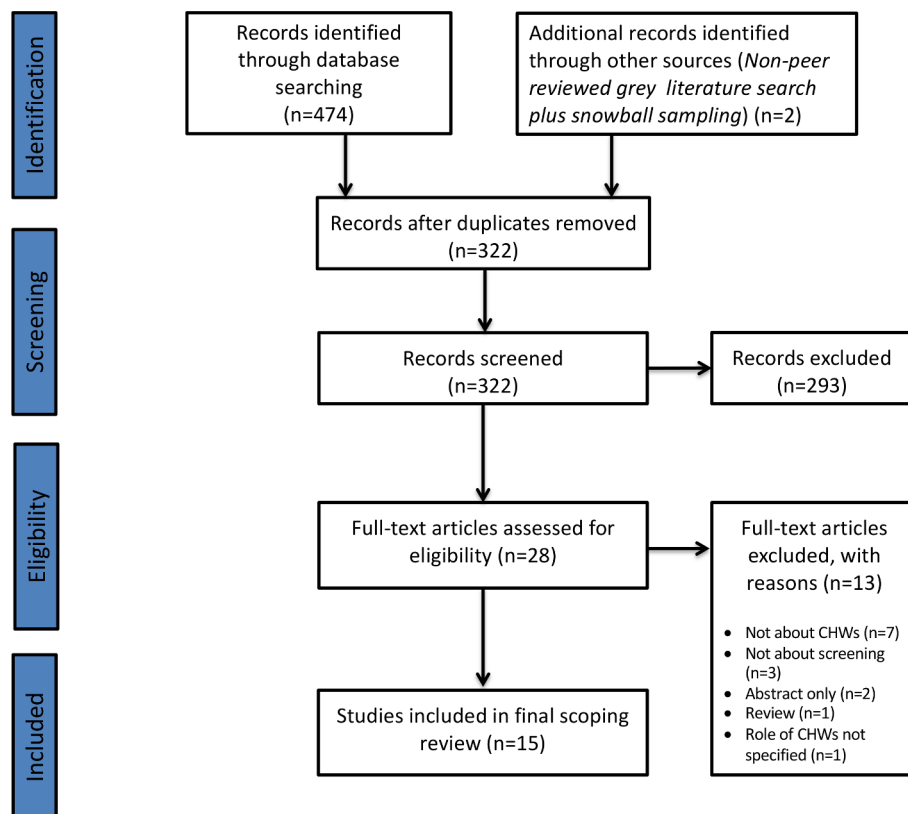 Identification
Records identified
through database
searching
(n=474)
Additional records identified
through other sources (Non-peer
reviewed grey literature search
plus snowball sampling) (n=2)
Records after duplicates removed
(n=322)
Screening
Records screened
(n=322)
Records excluded
(n=293)
Eligibility
Full-text articles assessed for
eligibility (n=28)
Full-text articles
excluded, with
reasons (n=13)
• Not about CHWs (n=7)
• Not about screening
(n=3)
• Abstract only (n=2)
• Review (n=1)
• Role of CHWs not
specified (n=1)
Included
Studies included in final scoping
review (n=15)